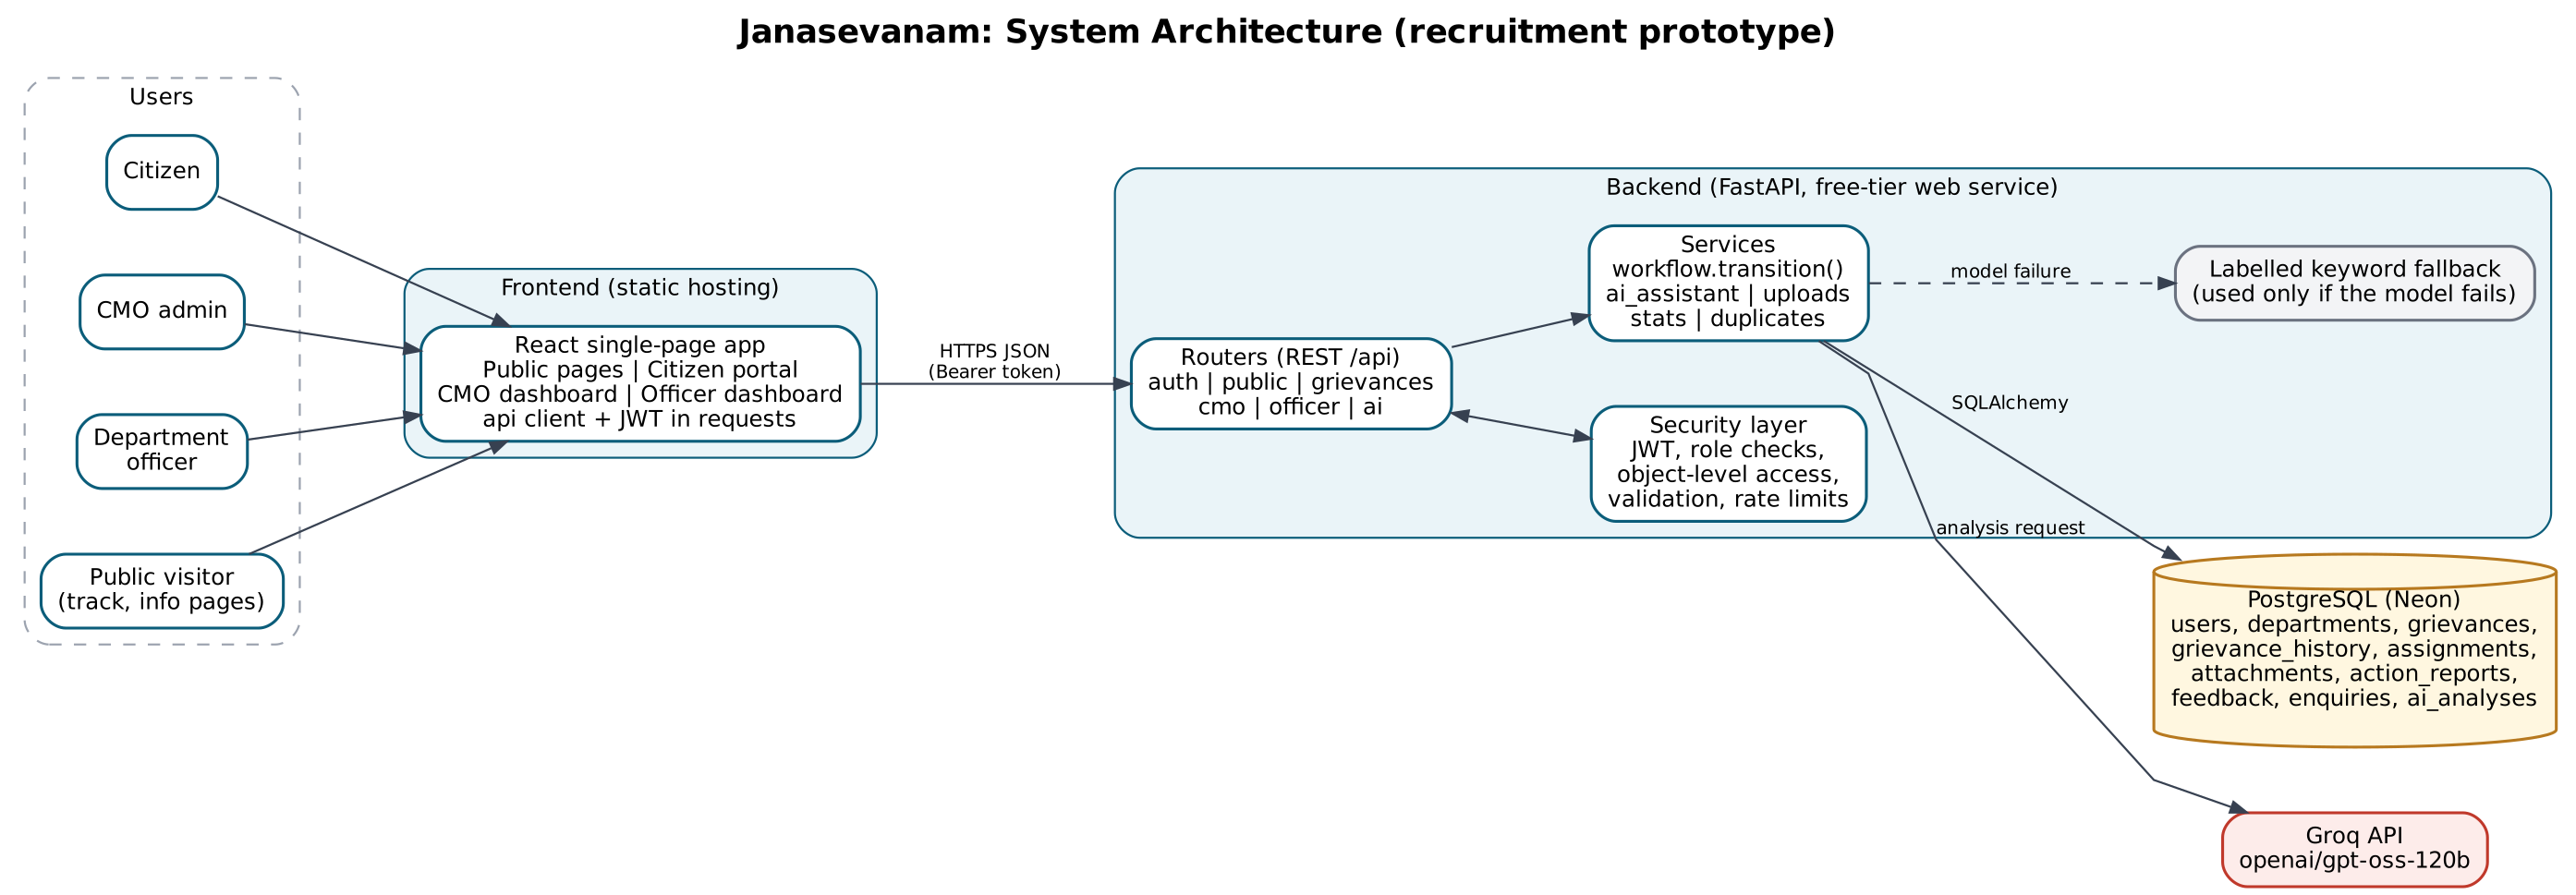 Janasevanam: System Architecture (recruitment prototype)
Users
Citizen
CMO admin
Department
officer
Public visitor
(track, info pages)
Frontend (static hosting)
React single-page app
Public pages | Citizen portal
CMO dashboard | Officer dashboard
api client + JWT in requests
HTTPS JSON
(Bearer token)
Backend (FastAPI, free-tier web service)
Routers (REST /api)
auth | public | grievances
cmo | officer | ai
Services
workflow.transition()
ai_assistant | uploads
stats | duplicates
Security layer
JWT, role checks,
object-level access,
validation, rate limits
model failure
Labelled keyword fallback
(used only if the model fails)
SQLAlchemy
analysis request
PostgreSQL (Neon)
users, departments, grievances,
grievance_history, assignments,
attachments, action_reports,
feedback, enquiries, ai_analyses
Groq API
openai/gpt-oss-120b